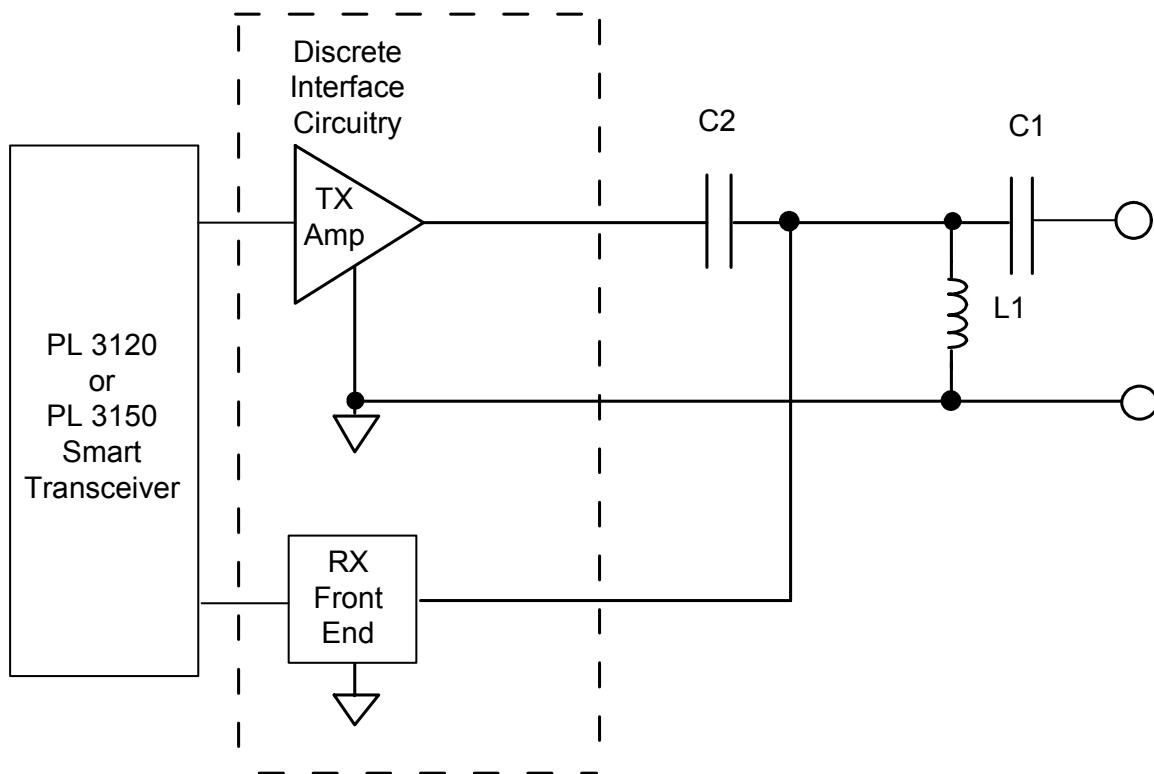 Discrete
Interface
Circuitry
C2
C1
TX
Amp
L1
PL 3120
or
PL 3150
Smart
Transceiver
RX
Front
End